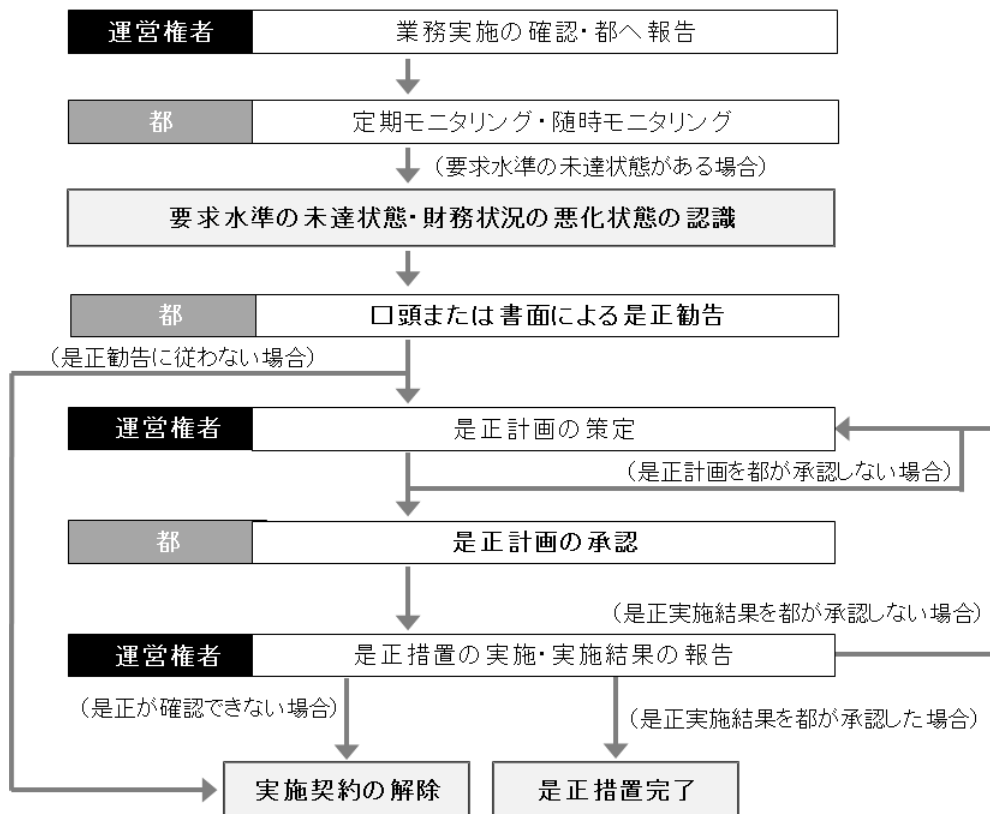 運営権者 業務実施の確認・都へ報告
都 定期モニタリング・随時モニタリング
（要求水準の未達状態がある場合）
要求水準の未達状態・財務状況の悪化状態の認識
都 口頭または書面による是正勧告
（是正勧告に従わない場合）
運営権者 是正計画の策定
（是正計画を都が承認しない場合）
都 是正計画の承認
（是正実施結果を都が承認しない場合）
運営権者 是正措置の実施・実施結果の報告
（是正が確認できない場合）
（是正実施結果を都が承認した場合）
実施契約の解除
是正措置完了